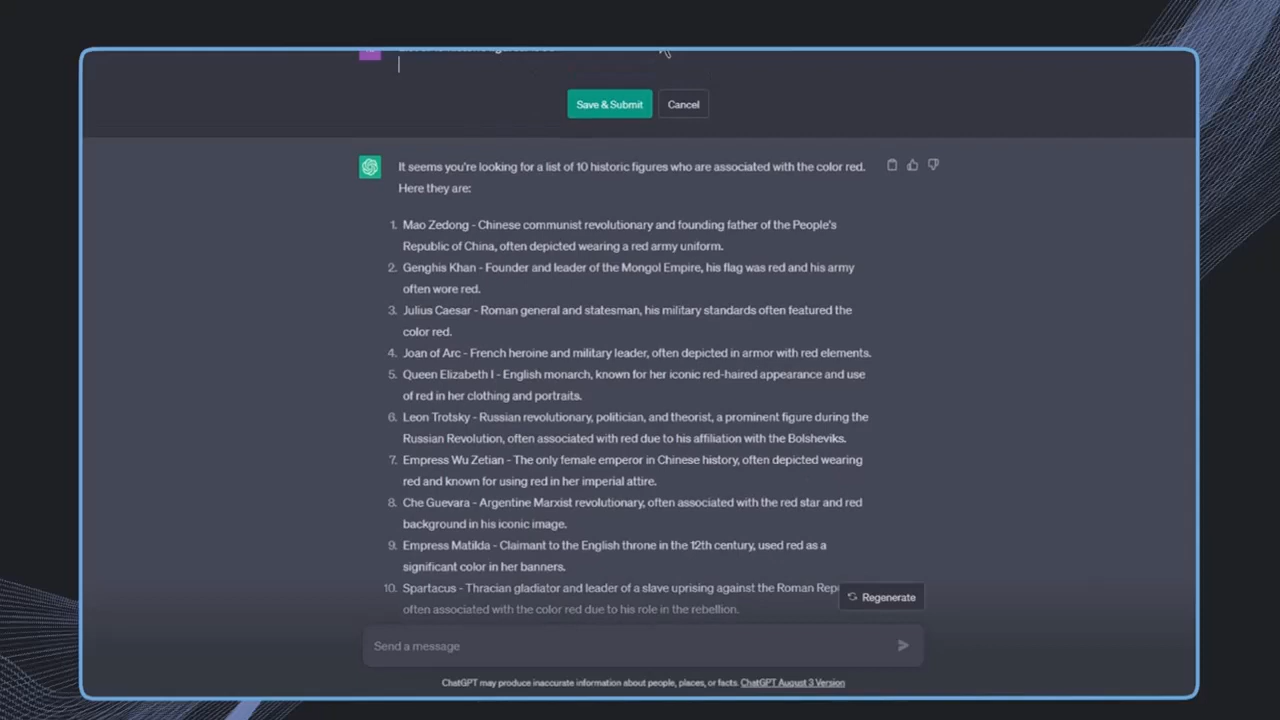 Save & Submit
Cancel
It seems you're looking for a list of 10 historic figures who are associated with the color red.
Here they are:
1. Mao Zedong - Chinese communist revolutionary and founding father of the People's
Republic of China, often depicted wearing a red army uniform.
2. Genghis Khan - Founder and leader of the Mongol Empire, his flag was red and his army
often wore red.
3. Julius Caesar - Roman general and statesman, his military standards often featured the
color red.
4. Joan of Arc - French heroine and military leader, often depicted in armor with red elements.
5. Queen Elizabeth I - English monarch, known for her iconic red-haired appearance and use
of red in her clothing and portraits.
6. Leon Trotsky - Russian revolutionary, politician, and theorist, a prominent figure during the
Russian Revolution, often associated with red due to his affiliation with the Bolsheviks.
7. Empress Wu Zetian - The only female emperor in Chinese history, often depicted wearing
red and known for using red in her imperial attire.
8. Che Guevara - Argentine Marxist revolutionary, often associated with the red star and red
background in his iconic image.
9. Empress Matilda - Claimant to the English throne in the 12th century, used red as a
significant color in her banners.
10. Spartacus - Thracian gladiator and leader of a slave uprising against the Roman Rep
often associated with the color red due to his role in the rebellion.
Regenerate
Send a message
ChatGPT may produce inaccurate information about people, places, or facts. ChatGPT August 3 Version